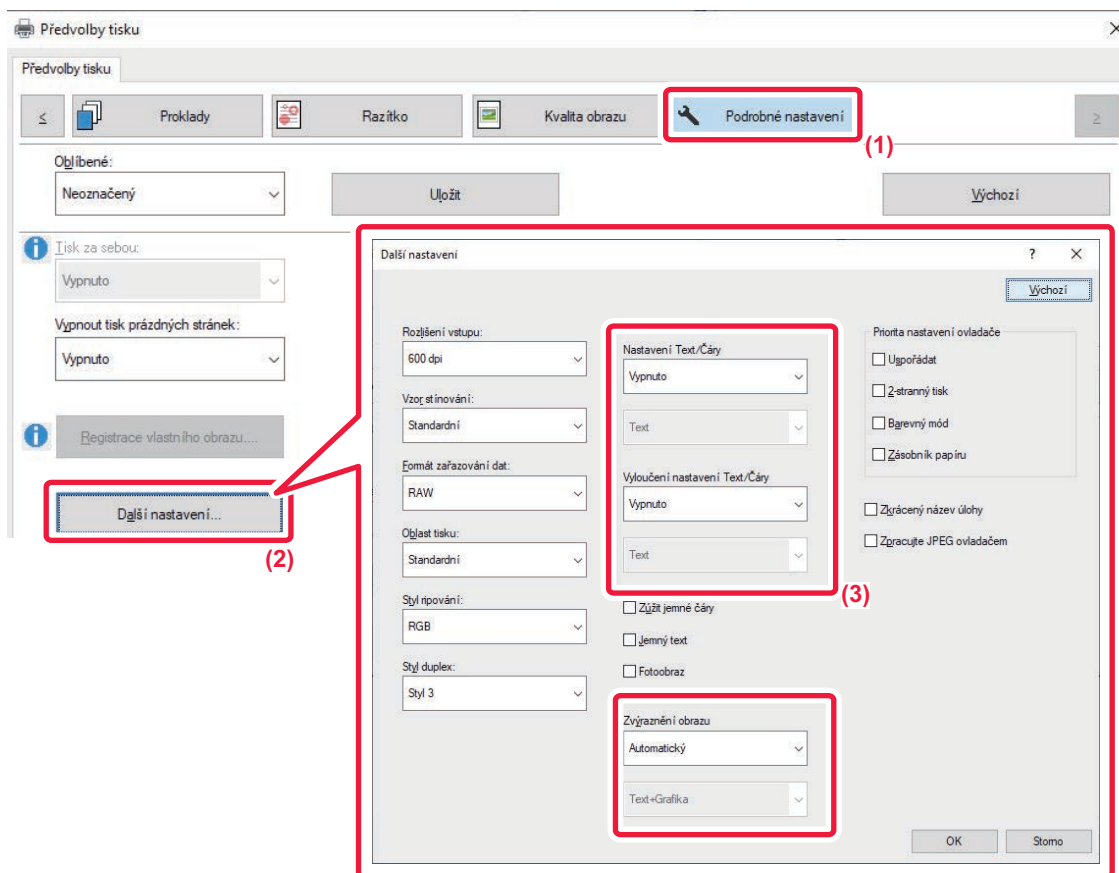 Předvolby tisku
Předvolby tisku
≤ Proklady Razítko Kvalita obrazu Podrobné nastavení ≥
(1)
Oblíbené:
Neoznačený Uložit Výchozí
Tisk za sebou:
Vypnuto
Vypnout tisk prázdných stránek:
Vypnuto
Registrace vlastního obrazu....
Další nastavení...
(2)
Další nastavení ?
Výchozí
Rozlišení vstupu:
600 dpi
Vzor stínování:
Standardní
Formát zařazování dat:
RAW
Oblast tisku:
Standardní
Styl ripování:
RGB
Styl duplex:
Styl 3
Nastavení Text/Čáry
Vypnuto
Text
Vyloučení nastavení Text/Čáry
Vypnuto
Text
(3)
Zúžit jemné čáry
Jemný text
Fotoobraz
Zvýraznění obrazu
Automatický
Text+Grafika
Priorita nastavení ovladače
Uspořádat
2-stranný tisk
Barevný mód
Zásobník papíru
Zkrácený název úlohy
Zpracujte JPEG ovladačem
OK Storno